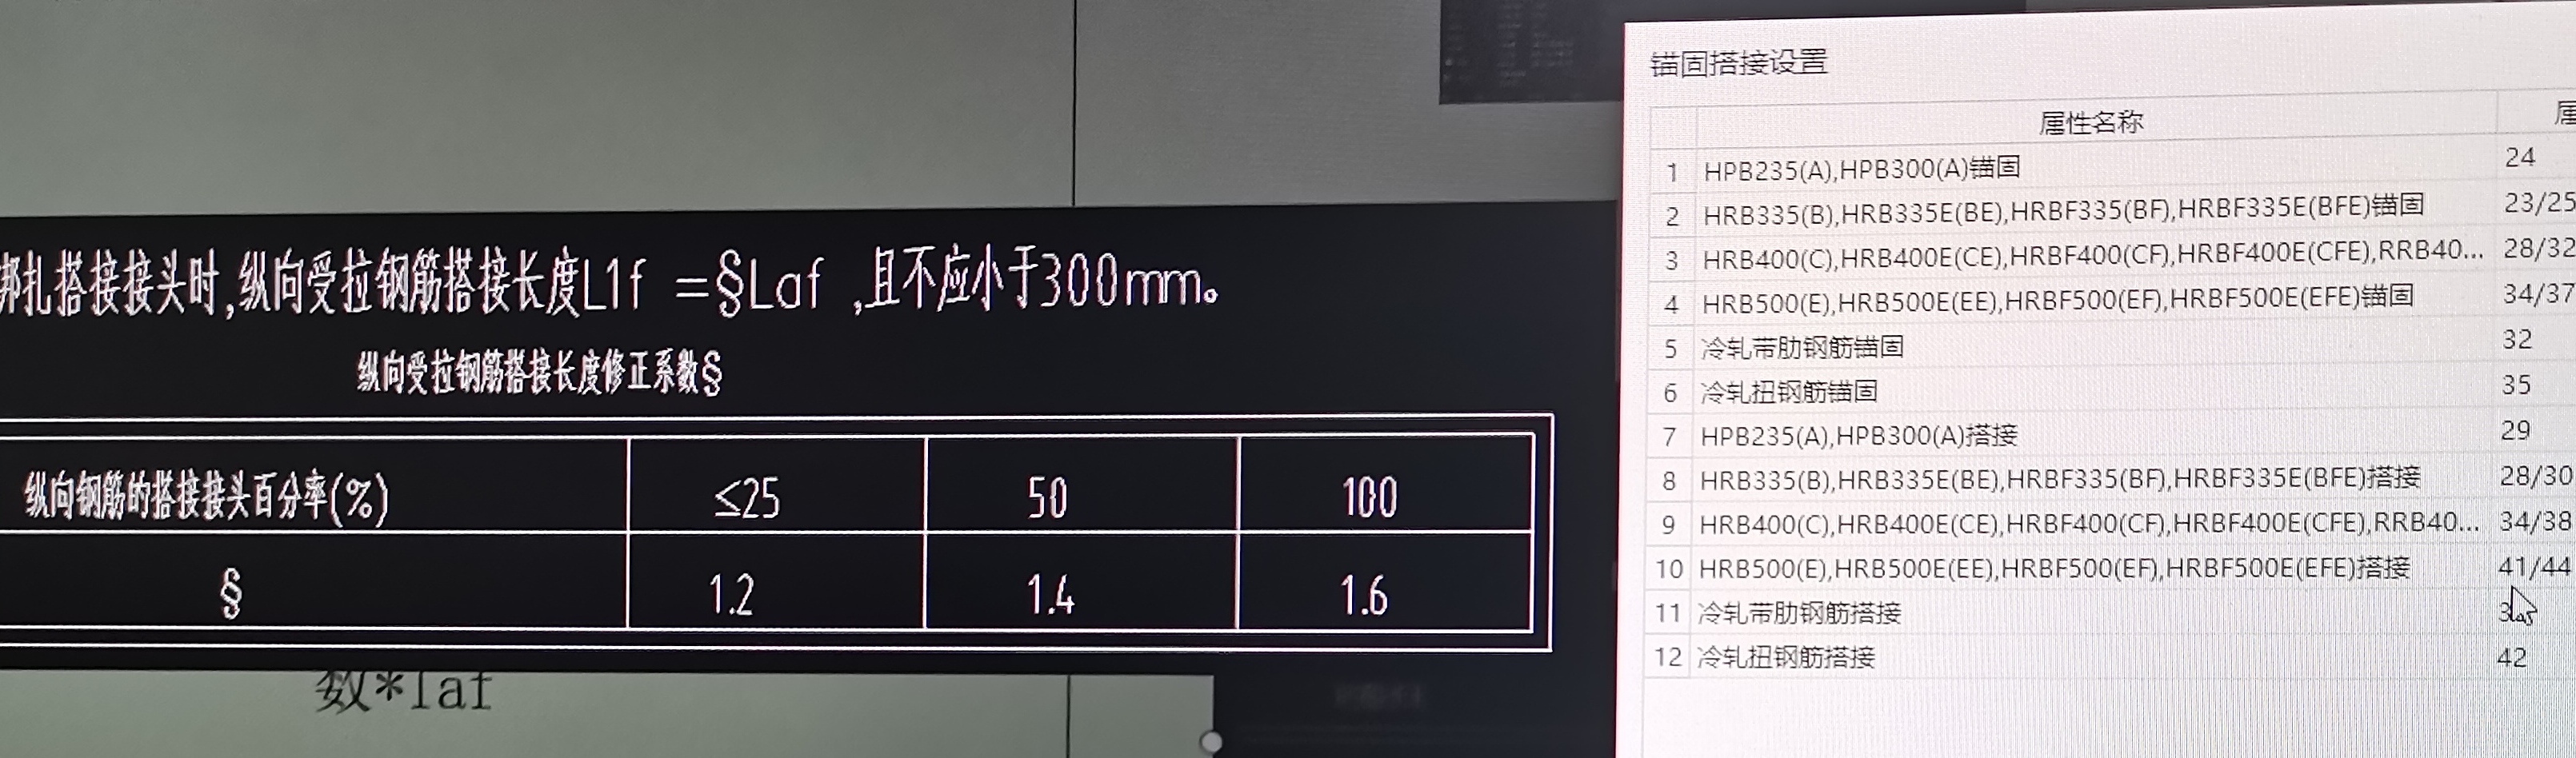 绑扎搭接接头时,纵向受拉钢筋搭接长度L1f =§Laf ,且不应小于300mm。
纵向受拉钢筋搭接长度修正系数§
纵向钢筋的搭接接头百分率(%) ≤25 50 100
§ 1.2 1.4 1.6
数*laf
锚固搭接设置
属性名称 属
1 HPB235(A),HPB300(A)锚固 24
2 HRB335(B),HRB335E(BE),HRBF335(BF),HRBF335E(BFE)锚固 23/25
3 HRB400(C),HRB400E(CE),HRBF400(CF),HRBF400E(CFE),RRB40... 28/32
4 HRB500(E),HRB500E(EE),HRBF500(EF),HRBF500E(EFE)锚固 34/37
5 冷轧带肋钢筋锚固 32
6 冷轧扭钢筋锚固 35
7 HPB235(A),HPB300(A)搭接 29
8 HRB335(B),HRB335E(BE),HRBF335(BF),HRBF335E(BFE)搭接 28/30
9 HRB400(C),HRB400E(CE),HRBF400(CF),HRBF400E(CFE),RRB40... 34/38
10 HRB500(E),HRB500E(EE),HRBF500(EF),HRBF500E(EFE)搭接 41/44
11 冷轧带肋钢筋搭接
12 冷轧扭钢筋搭接 42